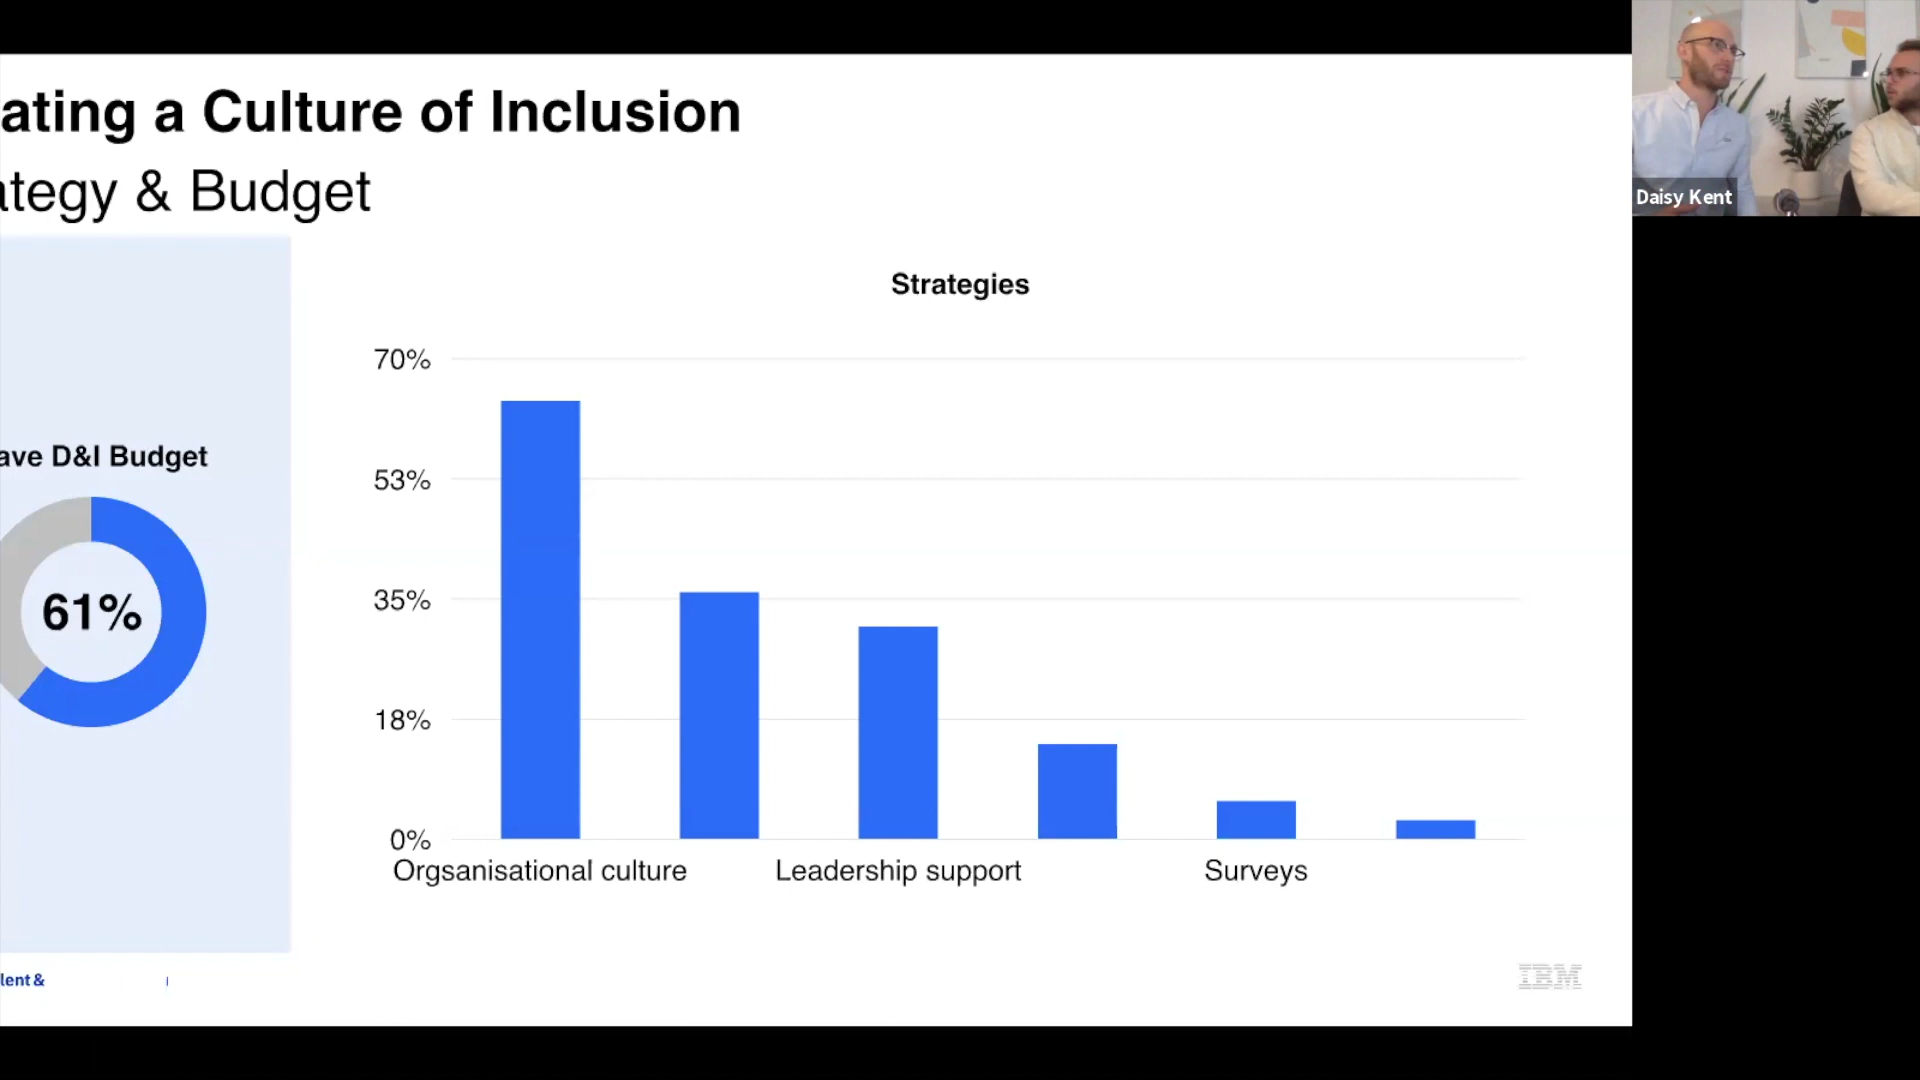 ating a Culture of Inclusion
ategy & Budget
Strategies
ave D&I Budget
61%
70%
53%
35%
18%
0%
Orgsanisational culture
Leadership support
Surveys
lent &
IBM
Daisy Kent